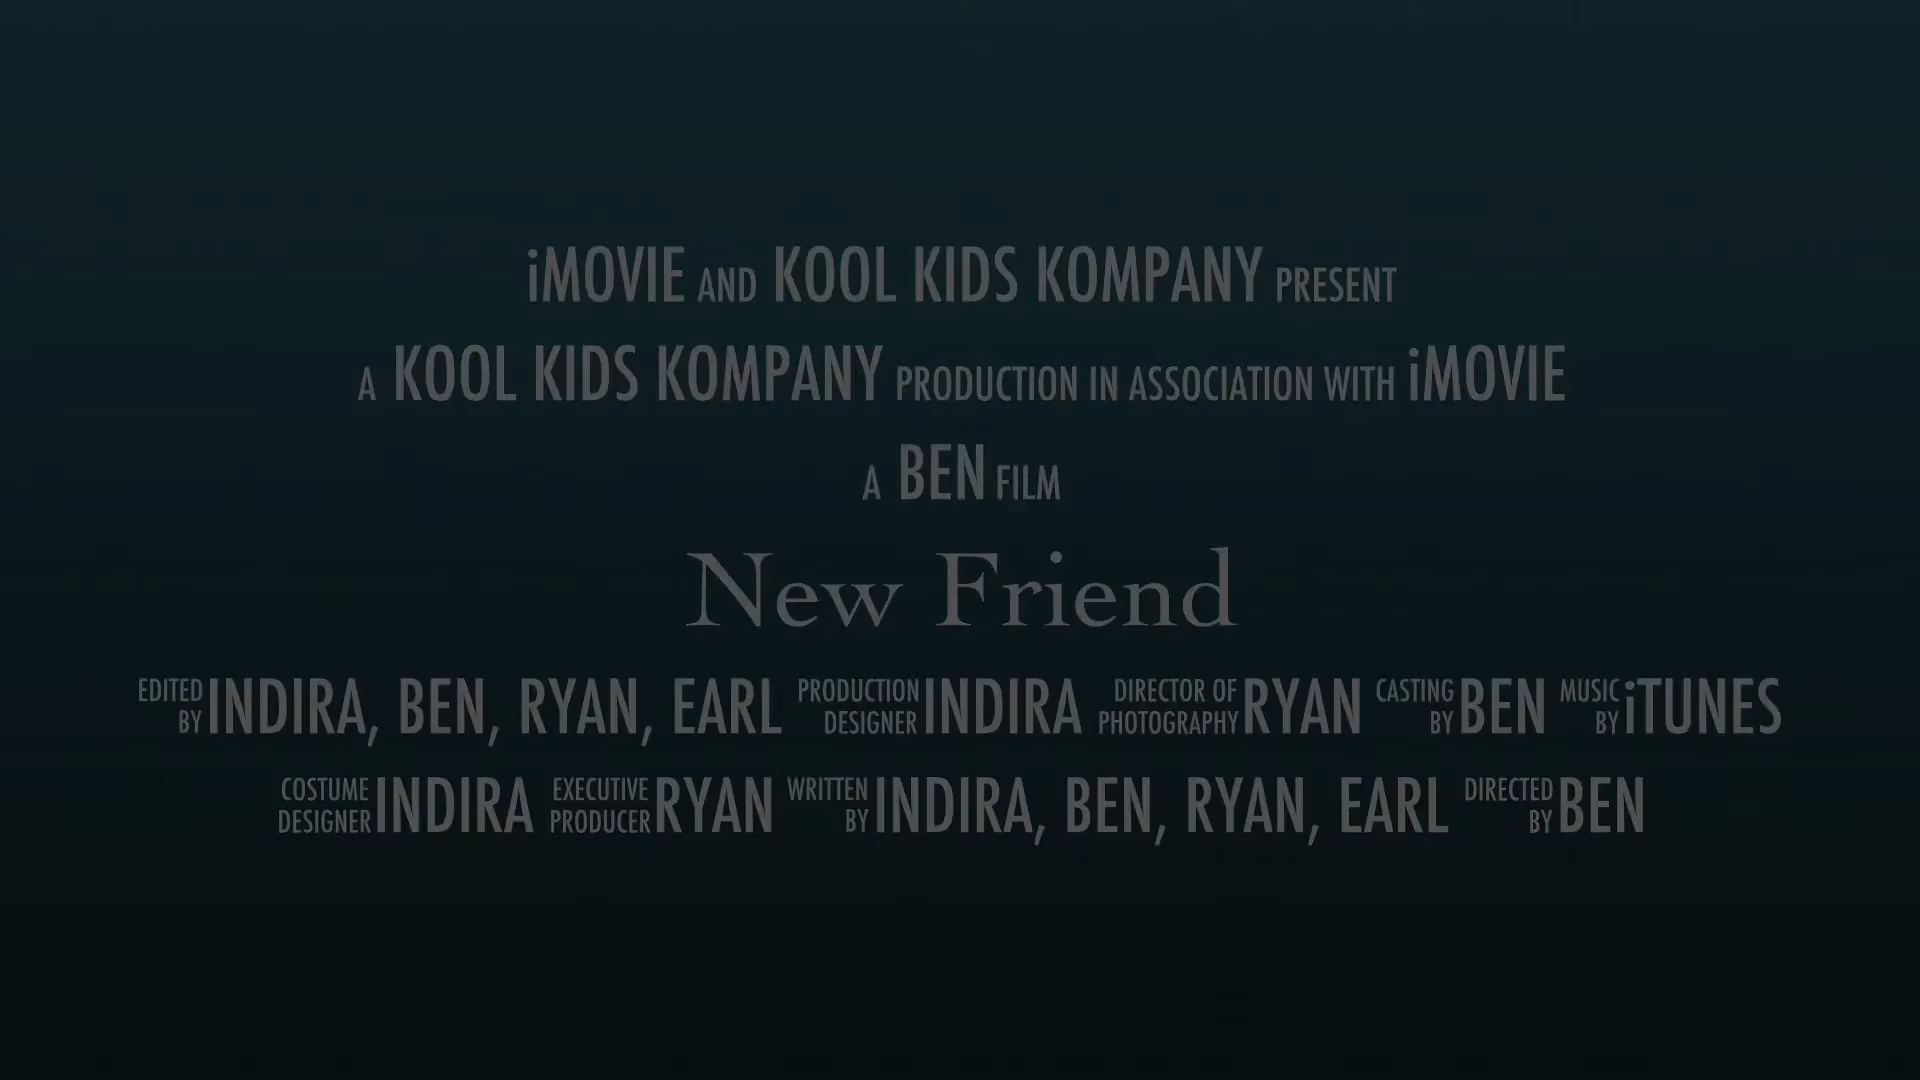 iMOVIE AND KOOL KIDS KOMPANY PRESENT
A KOOL KIDS KOMPANY PRODUCTION IN ASSOCIATION WITH iMOVIE
A BEN FILM
New Friend
EDITED BY INDIRA, BEN, RYAN, EARL PRODUCTION DESIGNER INDIRA DIRECTOR OF PHOTOGRAPHY RYAN CASTING BY BEN MUSIC BY iTUNES
COSTUME DESIGNER INDIRA EXECUTIVE PRODUCER RYAN WRITTEN BY INDIRA, BEN, RYAN, EARL DIRECTED BY BEN